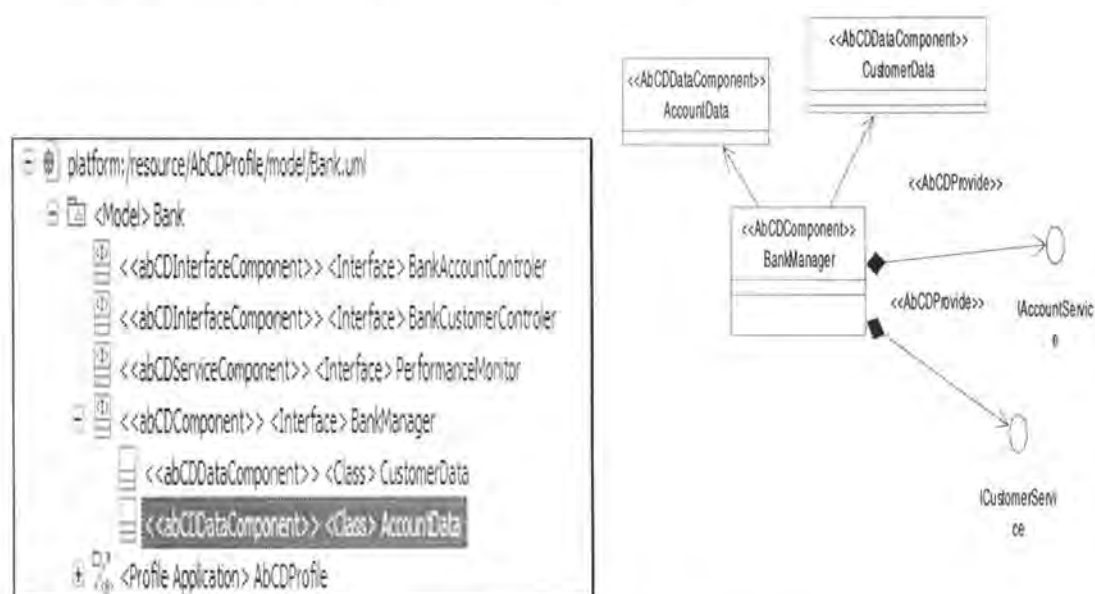 platform:/resource/AbCDProfile/model/Bank.uml
<Model> Bank
<<abCDInterfaceComponent>> <Interface> BankAccountControler
<<abCDInterfaceComponent>> <Interface> BankCustomerControler
<<abCDServiceComponent>> <Interface> PerformanceMonitor
<<abCDComponent>> <Interface> BankManager
<<abCDDataComponent>> <Class> CustomerData
<<abCDDataComponent>> <Class> AccountData
<Profile Application> AbCDProfile
<<AbCDDataComponent>>
CustomerData
<<AbCDDataComponent>>
AccountData
<<AbCDProvide>>
<<AbCDComponent>>
BankManager
<<AbCDProvide>>
IAccountServic
e
ICustomerServi
ce